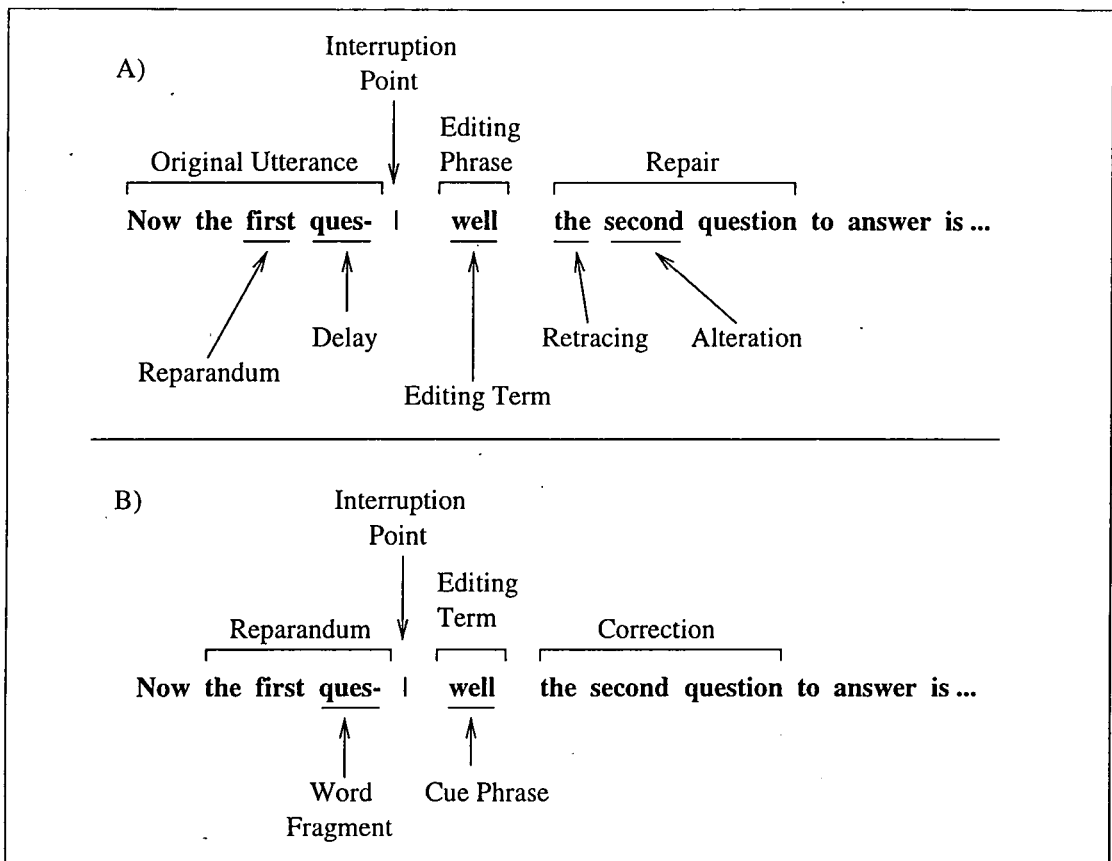 A)
Interruption
Point
Editing
Phrase
Original Utterance
Repair
Now the first ques- | well the second question to answer is ...
Reparandum
Delay
Editing Term
Retracing
Alteration
B)
Interruption
Point
Editing
Term
Reparandum
Correction
Now the first ques- | well the second question to answer is ...
Word
Fragment
Cue Phrase